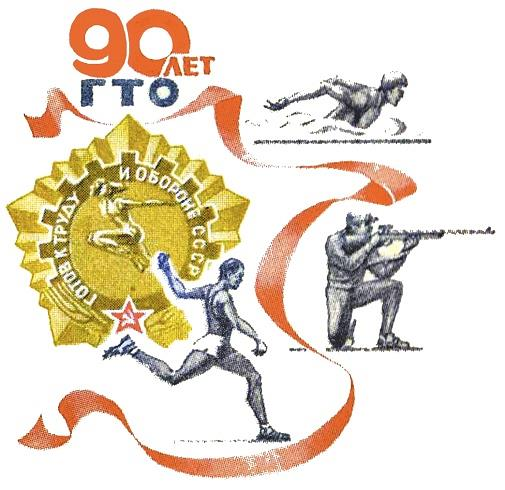 90 ЛЕТ
ГТО
ГОТОВ К ТРУДУ И ОБОРОНЕ СССР